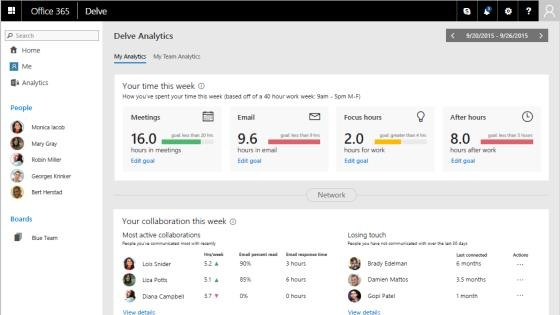 Office 365 Delve
Search
Home
Me
Analytics
People
Monica Iacob
Mary Gray
Robin Miller
Georges Krinker
Bert Herstad
Boards
Blue Team
Delve Analytics
9/20/2015 - 9/26/2015
My Analytics My Team Analytics
Your time this week
How you've spent your time this week (based off of a 40 hour work week: 9am – 5pm M-F)
Meetings
16.0 goal less than 20 hrs
hours in meetings
Edit goal
Email
9.6 goal less than 9 hrs
hours in email
Edit goal
Focus hours
2.0 goal greater than 4 hrs
hours for work
Edit goal
After hours
8.0 goal less than 5 hours
hours after work
Edit goal
Network
Your collaboration this week
Most active collaborations
People you've communicated most with recently
Hrs/week Email percent read Email response time
Lois Snider 5.2 90% 3 hours
Liza Potts 5.1 85% 6 hours
Diana Campbell 3.7 0% 0 hours
View details
Losing touch
People you have not communicated with over the last 30 days
Last connected Actions
Brady Edelman 6 months ...
Damien Mattos 3.5 months ...
Gopi Patel 1 month ...
View details